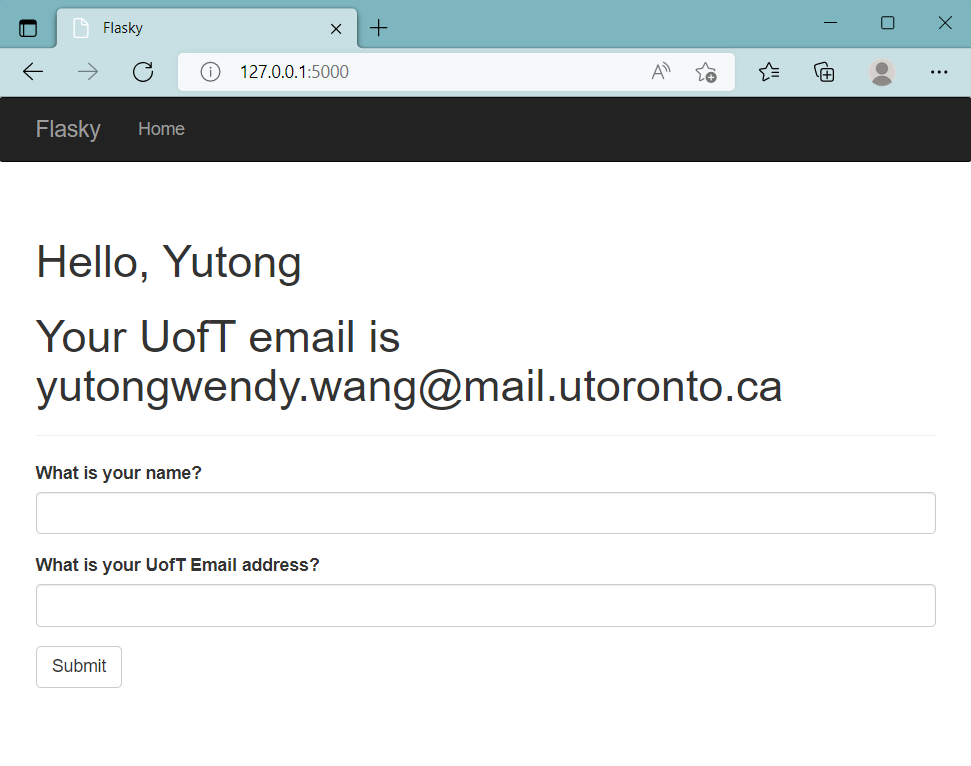 Flasky
127.0.0.1:5000
Flasky Home
Hello, Yutong
Your UofT email is
yutongwendy.wang@mail.utoronto.ca
What is your name?
What is your UofT Email address?
Submit